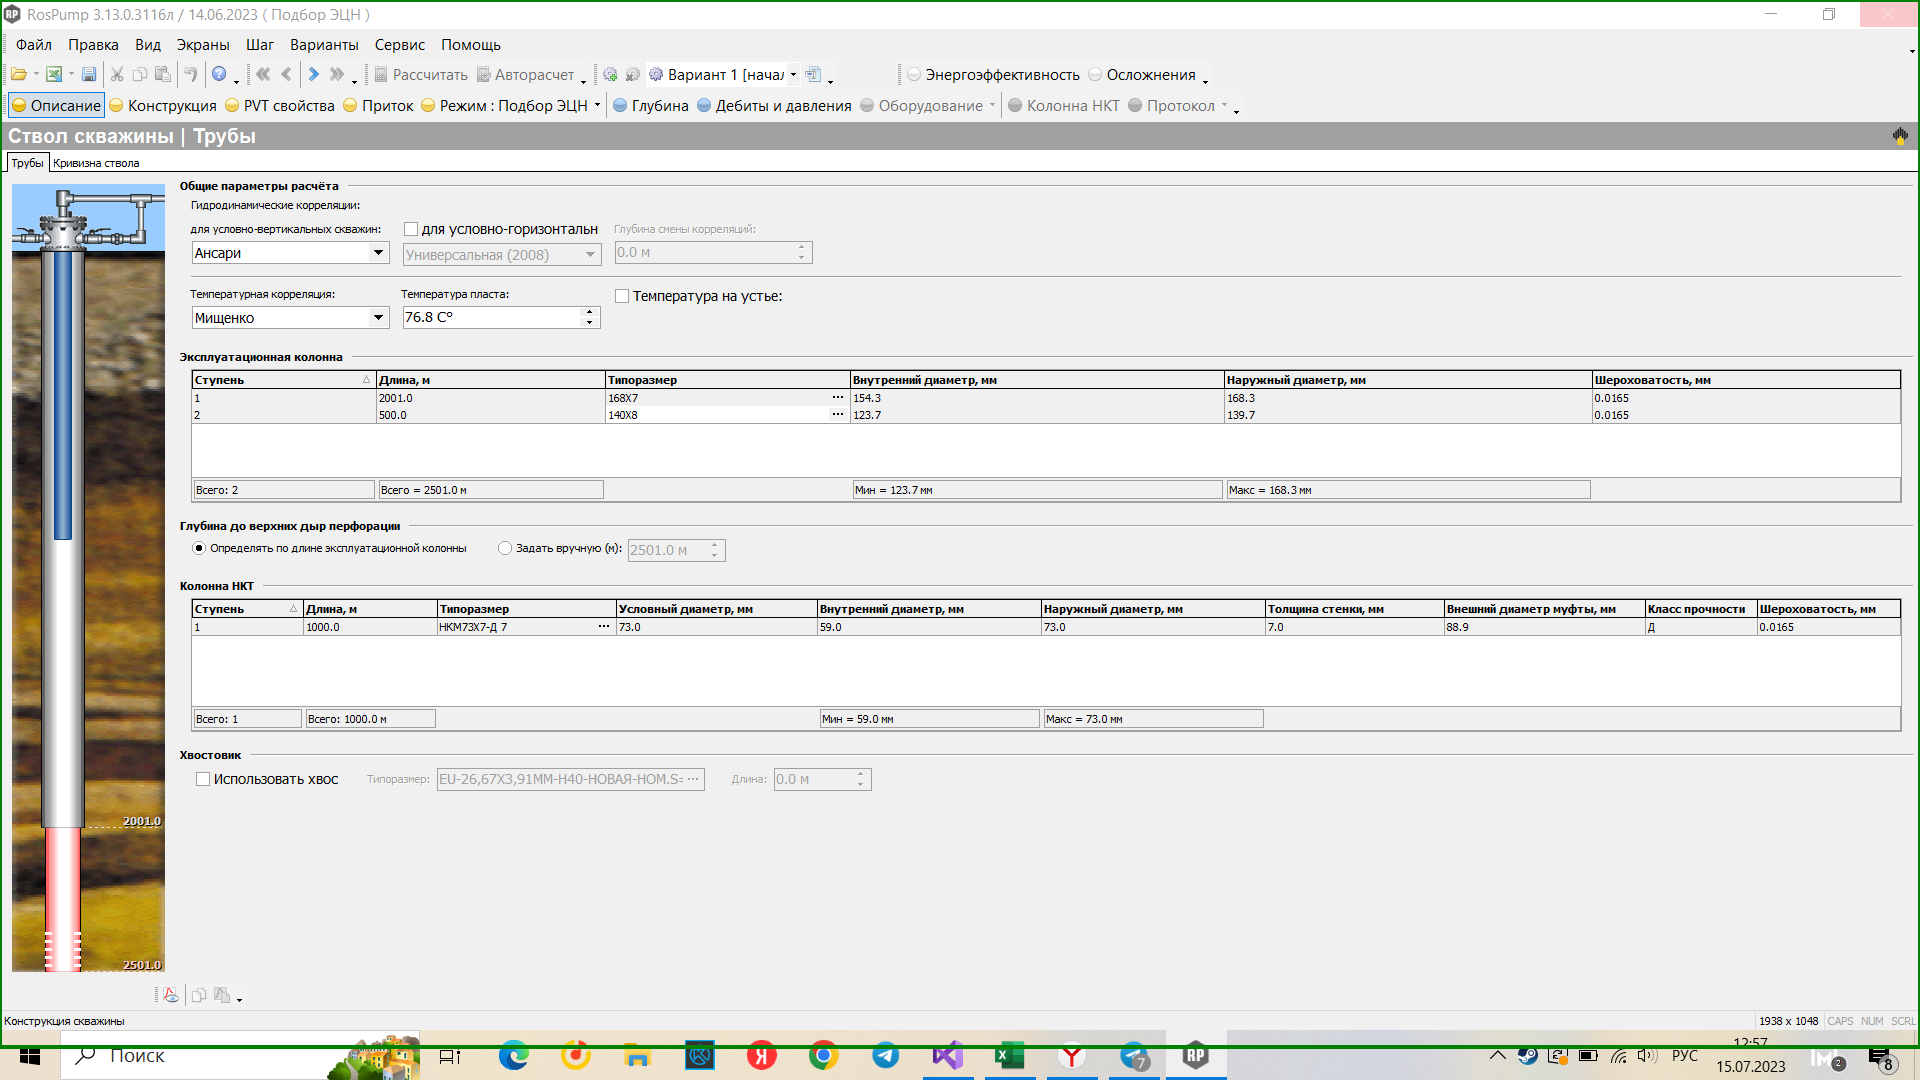 RosPump 3.13.0.3116л / 14.06.2023 ( Подбор ЭЦН )
Файл Правка Вид Экраны Шаг Варианты Сервис Помощь
Рассчитать Авторасчет Вариант 1 [начал Энергоэффективность Осложнения
Описание Конструкция PVT свойства Приток Режим : Подбор ЭЦН Глубина Дебиты и давления Оборудование Колонна НКТ Протокол
Ствол скважины | Трубы
Трубы Кривизна ствола
Общие параметры расчёта
Гидродинамические корреляции:
для условно-вертикальных скважин: для условно-горизонтальн Глубина смены корреляций:
Ансари Универсальная (2008) 0.0 м
Температурная корреляция: Температура пласта: Температура на устье:
Мищенко 76.8 C°
Эксплуатационная колонна
Ступень Длина, м Типоразмер Внутренний диаметр, мм Наружный диаметр, мм Шероховатость, мм
1 2001.0 168X7 ... 154.3 168.3 0.0165
2 500.0 140X8 ... 123.7 139.7 0.0165
Всего: 2 Всего = 2501.0 м Мин = 123.7 мм Макс = 168.3 мм
Глубина до верхних дыр перфорации
Определять по длине эксплуатационной колонны Задать вручную (м): 2501.0 м
Колонна НКТ
Ступень Длина, м Типоразмер Условный диаметр, мм Внутренний диаметр, мм Наружный диаметр, мм Толщина стенки, мм Внешний диаметр муфты, мм Класс прочности Шероховатость, мм
1 1000.0 НКМ73Х7-Д 7 ... 73.0 59.0 73.0 7.0 88.9 Д 0.0165
Всего: 1 Всего: 1000.0 м Мин = 59.0 мм Макс = 73.0 мм
Хвостовик
Использовать хвос Типоразмер: EU-26,67X3,91ММ-Н40-НОВАЯ-НОМ.S= ... Длина: 0.0 м
2001.0
2501.0
Конструкция скважины 1938 x 1048 CAPS NUM SCRL
Поиск 7 RP РУС 12:57
15.07.2023 2 8